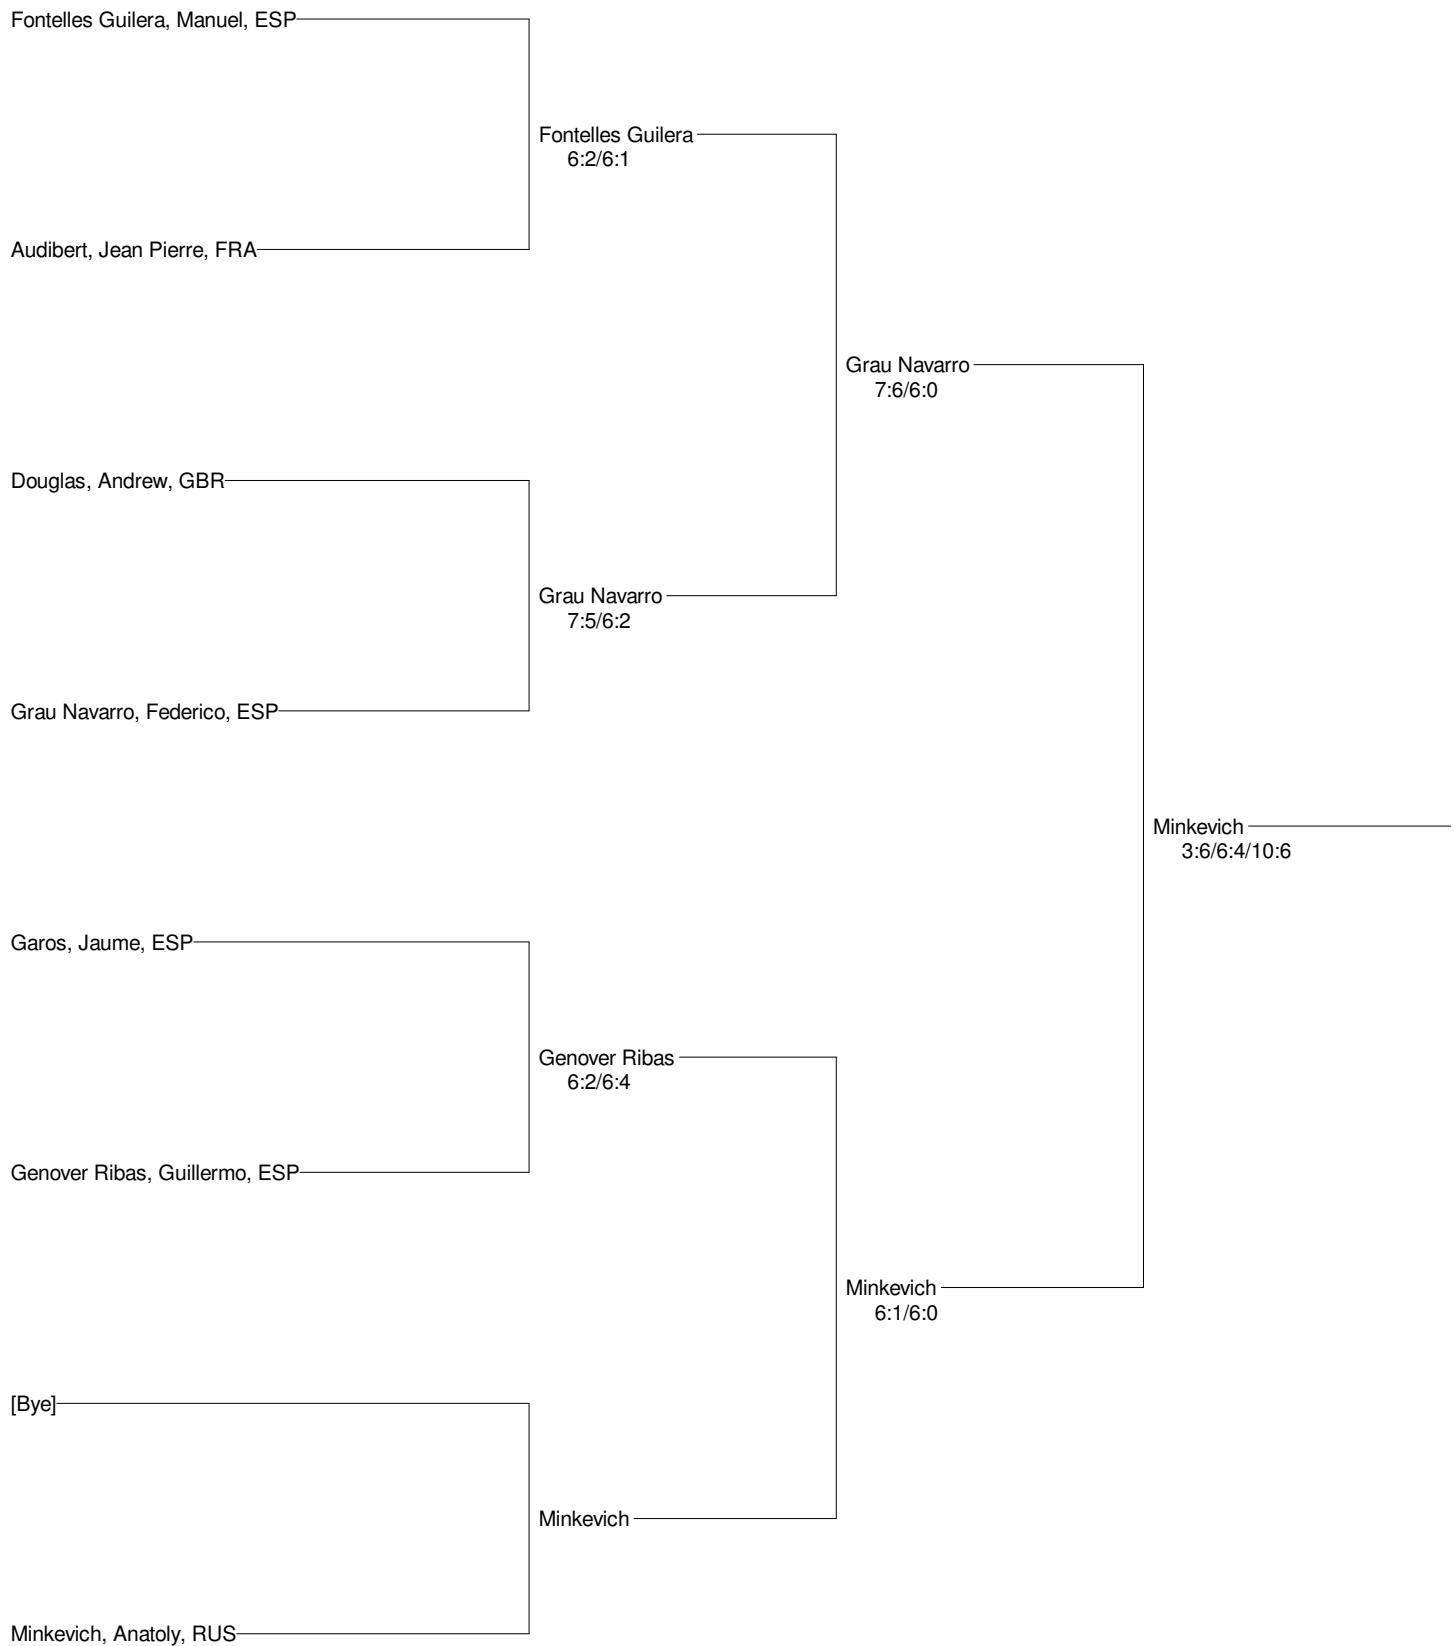 Fontelles Guilera, Manuel, ESP
Fontelles Guilera
6:2/6:1
Audibert, Jean Pierre, FRA
Grau Navarro
7:6/6:0
Douglas, Andrew, GBR
Grau Navarro
7:5/6:2
Grau Navarro, Federico, ESP
Minkevich
3:6/6:4/10:6
Garos, Jaume, ESP
Genover Ribas
6:2/6:4
Genover Ribas, Guillermo, ESP
Minkevich
6:1/6:0
[Bye]
Minkevich
Minkevich, Anatoly, RUS